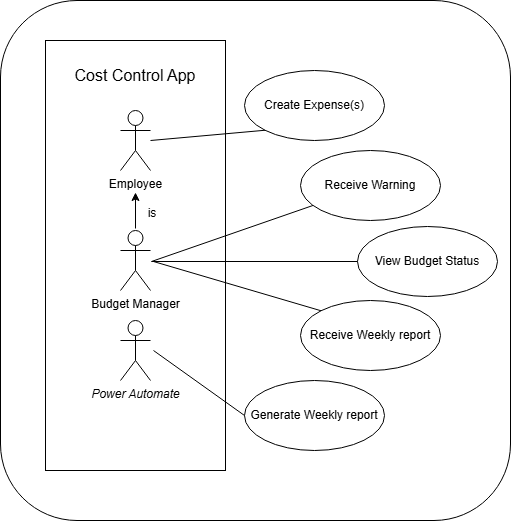 Cost Control App
Create Expense(s)
Employee
Receive Warning
is
View Budget Status
Budget Manager
Receive Weekly report
Power Automate
Generate Weekly report